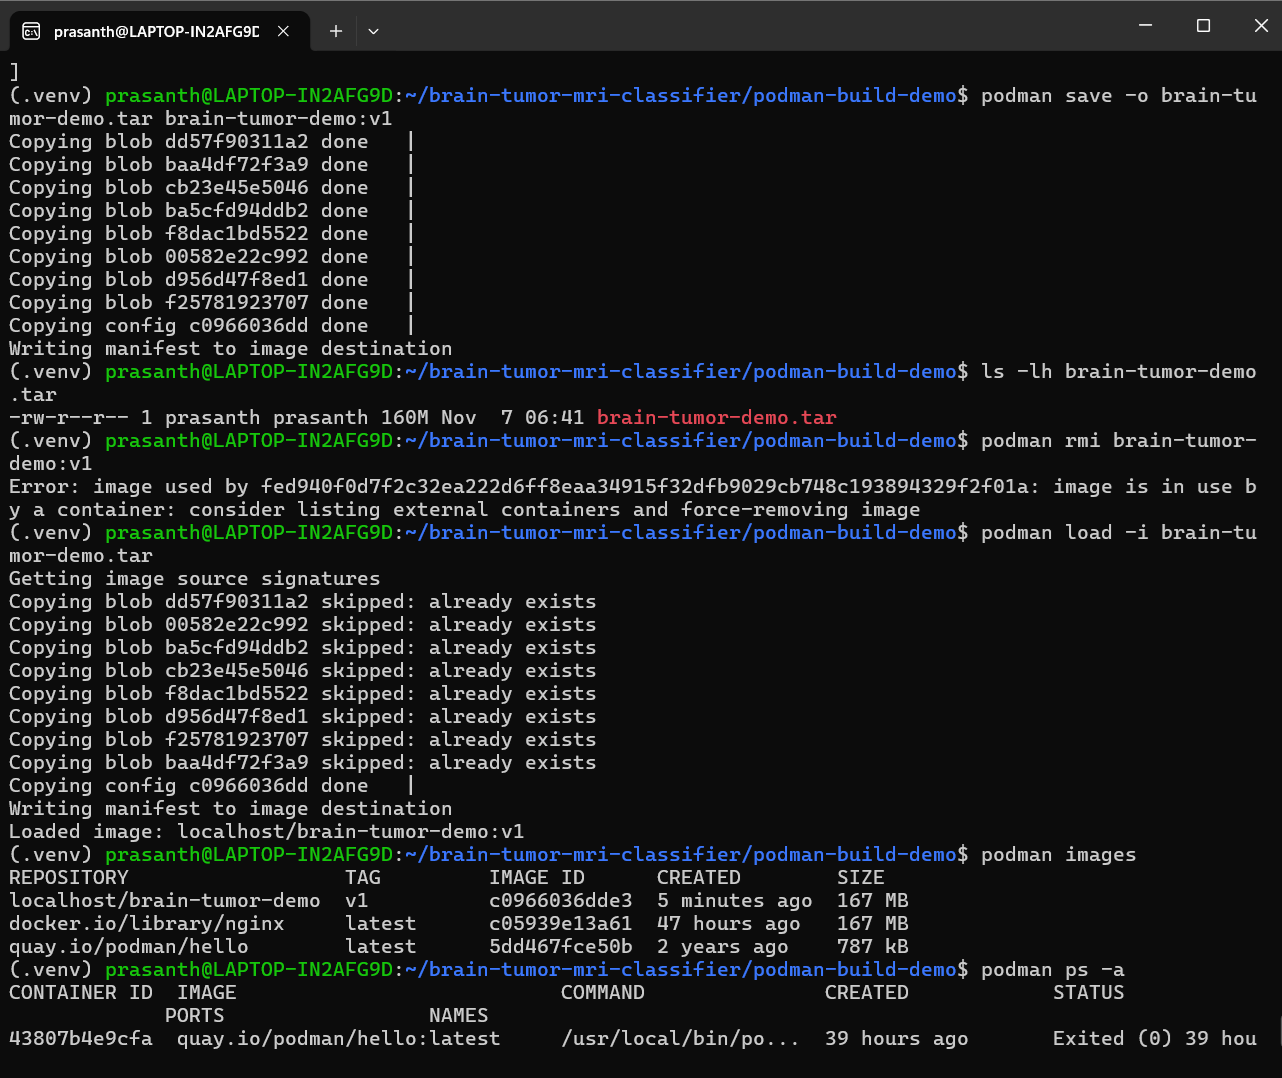 prasanth@LAPTOP-IN2AFG9D
]
(.venv) prasanth@LAPTOP-IN2AFG9D:~/brain-tumor-mri-classifier/podman-build-demo$ podman save -o brain-tu
mor-demo.tar brain-tumor-demo:v1
Copying blob dd57f90311a2 done   |
Copying blob baa4df72f3a9 done   |
Copying blob cb23e45e5046 done   |
Copying blob ba5cfd94ddb2 done   |
Copying blob f8dac1bd5522 done   |
Copying blob 00582e22c992 done   |
Copying blob d956d47f8ed1 done   |
Copying blob f25781923707 done   |
Copying config c0966036dd done   |
Writing manifest to image destination
(.venv) prasanth@LAPTOP-IN2AFG9D:~/brain-tumor-mri-classifier/podman-build-demo$ ls -lh brain-tumor-demo
.tar
-rw-r--r-- 1 prasanth prasanth 160M Nov  7 06:41 brain-tumor-demo.tar
(.venv) prasanth@LAPTOP-IN2AFG9D:~/brain-tumor-mri-classifier/podman-build-demo$ podman rmi brain-tumor-
demo:v1
Error: image used by fed940f0d7f2c32ea222d6ff8eaa34915f32dfb9029cb748c193894329f2f01a: image is in use b
y a container: consider listing external containers and force-removing image
(.venv) prasanth@LAPTOP-IN2AFG9D:~/brain-tumor-mri-classifier/podman-build-demo$ podman load -i brain-tu
mor-demo.tar
Getting image source signatures
Copying blob dd57f90311a2 skipped: already exists
Copying blob 00582e22c992 skipped: already exists
Copying blob ba5cfd94ddb2 skipped: already exists
Copying blob cb23e45e5046 skipped: already exists
Copying blob f8dac1bd5522 skipped: already exists
Copying blob d956d47f8ed1 skipped: already exists
Copying blob f25781923707 skipped: already exists
Copying blob baa4df72f3a9 skipped: already exists
Copying config c0966036dd done   |
Writing manifest to image destination
Loaded image: localhost/brain-tumor-demo:v1
(.venv) prasanth@LAPTOP-IN2AFG9D:~/brain-tumor-mri-classifier/podman-build-demo$ podman images
REPOSITORY                  TAG         IMAGE ID      CREATED        SIZE
localhost/brain-tumor-demo  v1          c0966036dde3  5 minutes ago  167 MB
docker.io/library/nginx     latest      c05939e13a61  47 hours ago   167 MB
quay.io/podman/hello        latest      5dd467fce50b  2 years ago    787 kB
(.venv) prasanth@LAPTOP-IN2AFG9D:~/brain-tumor-mri-classifier/podman-build-demo$ podman ps -a
CONTAINER ID  IMAGE                           COMMAND               CREATED            STATUS
             PORTS                 NAMES
43807b4e9cfa  quay.io/podman/hello:latest     /usr/local/bin/po...  39 hours ago       Exited (0) 39 hou